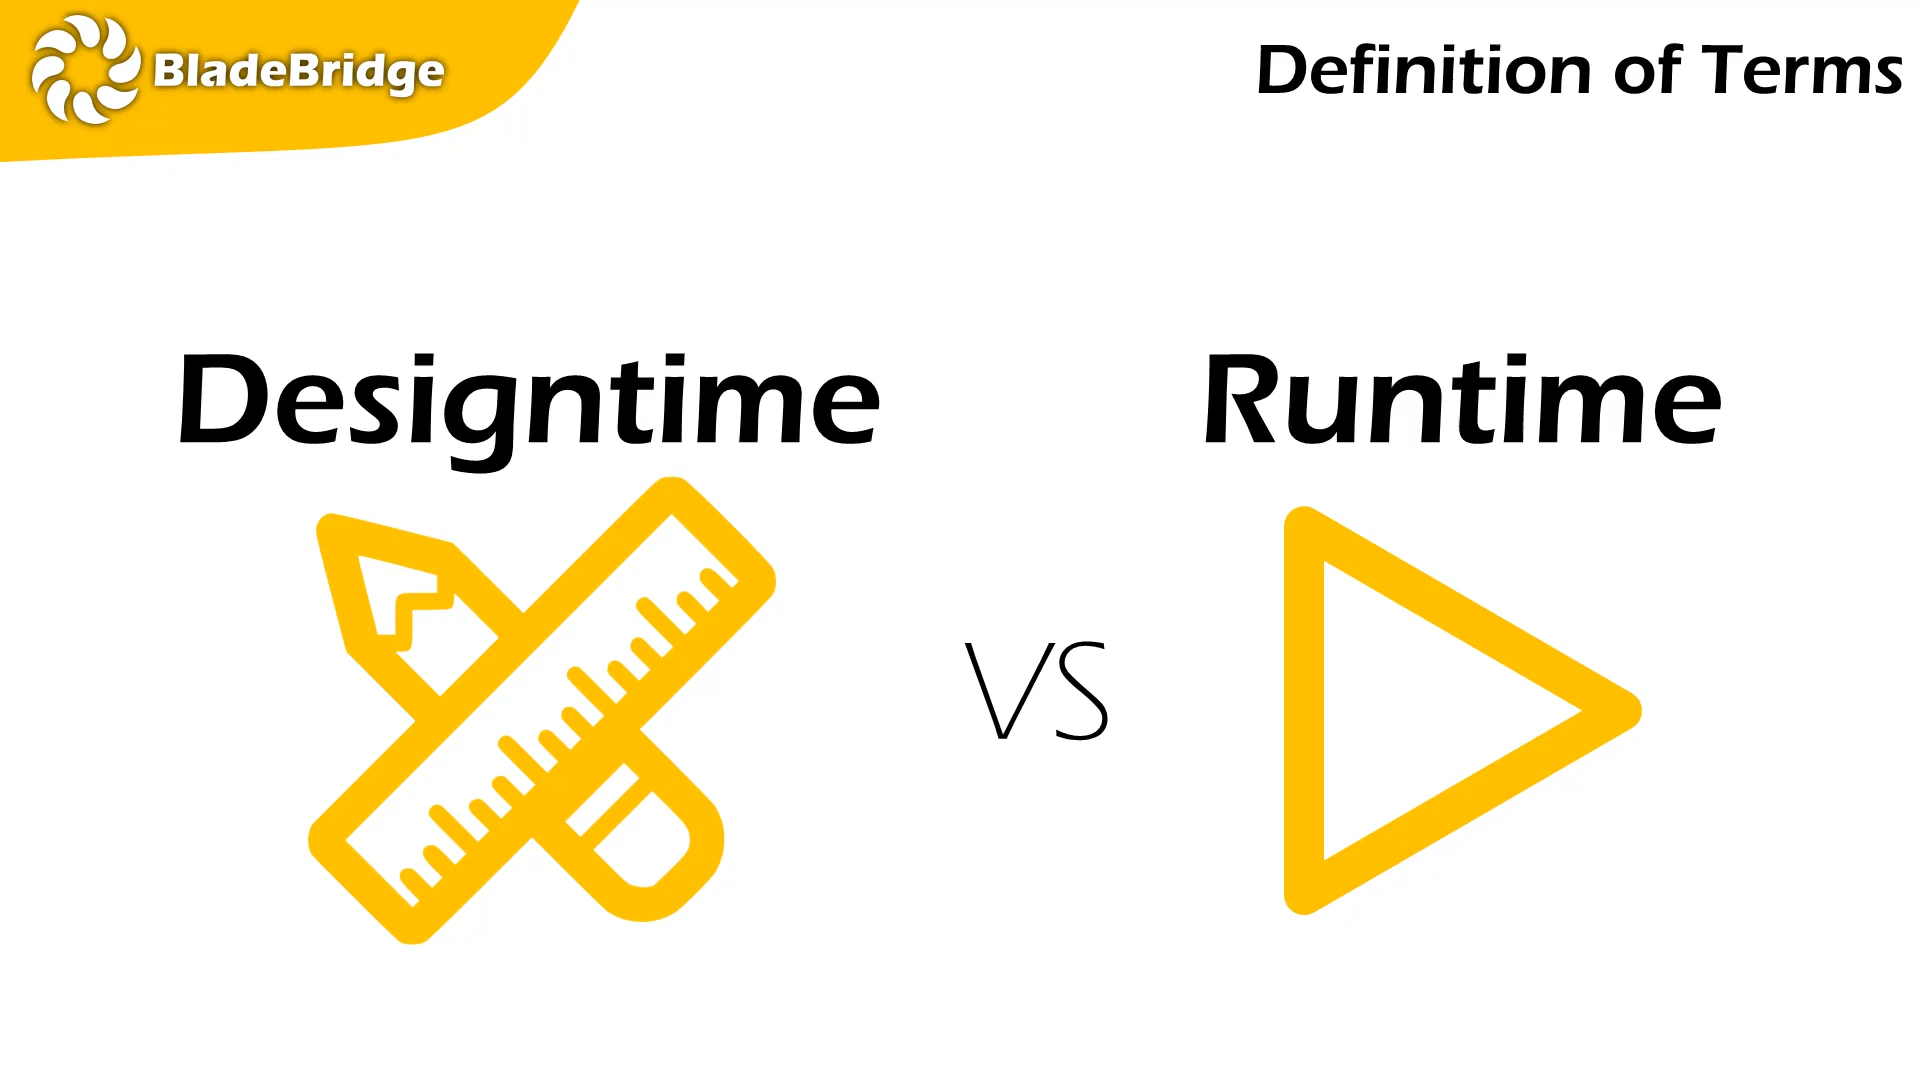 BladeBridge
Definition of Terms
Designtime
Runtime
VS